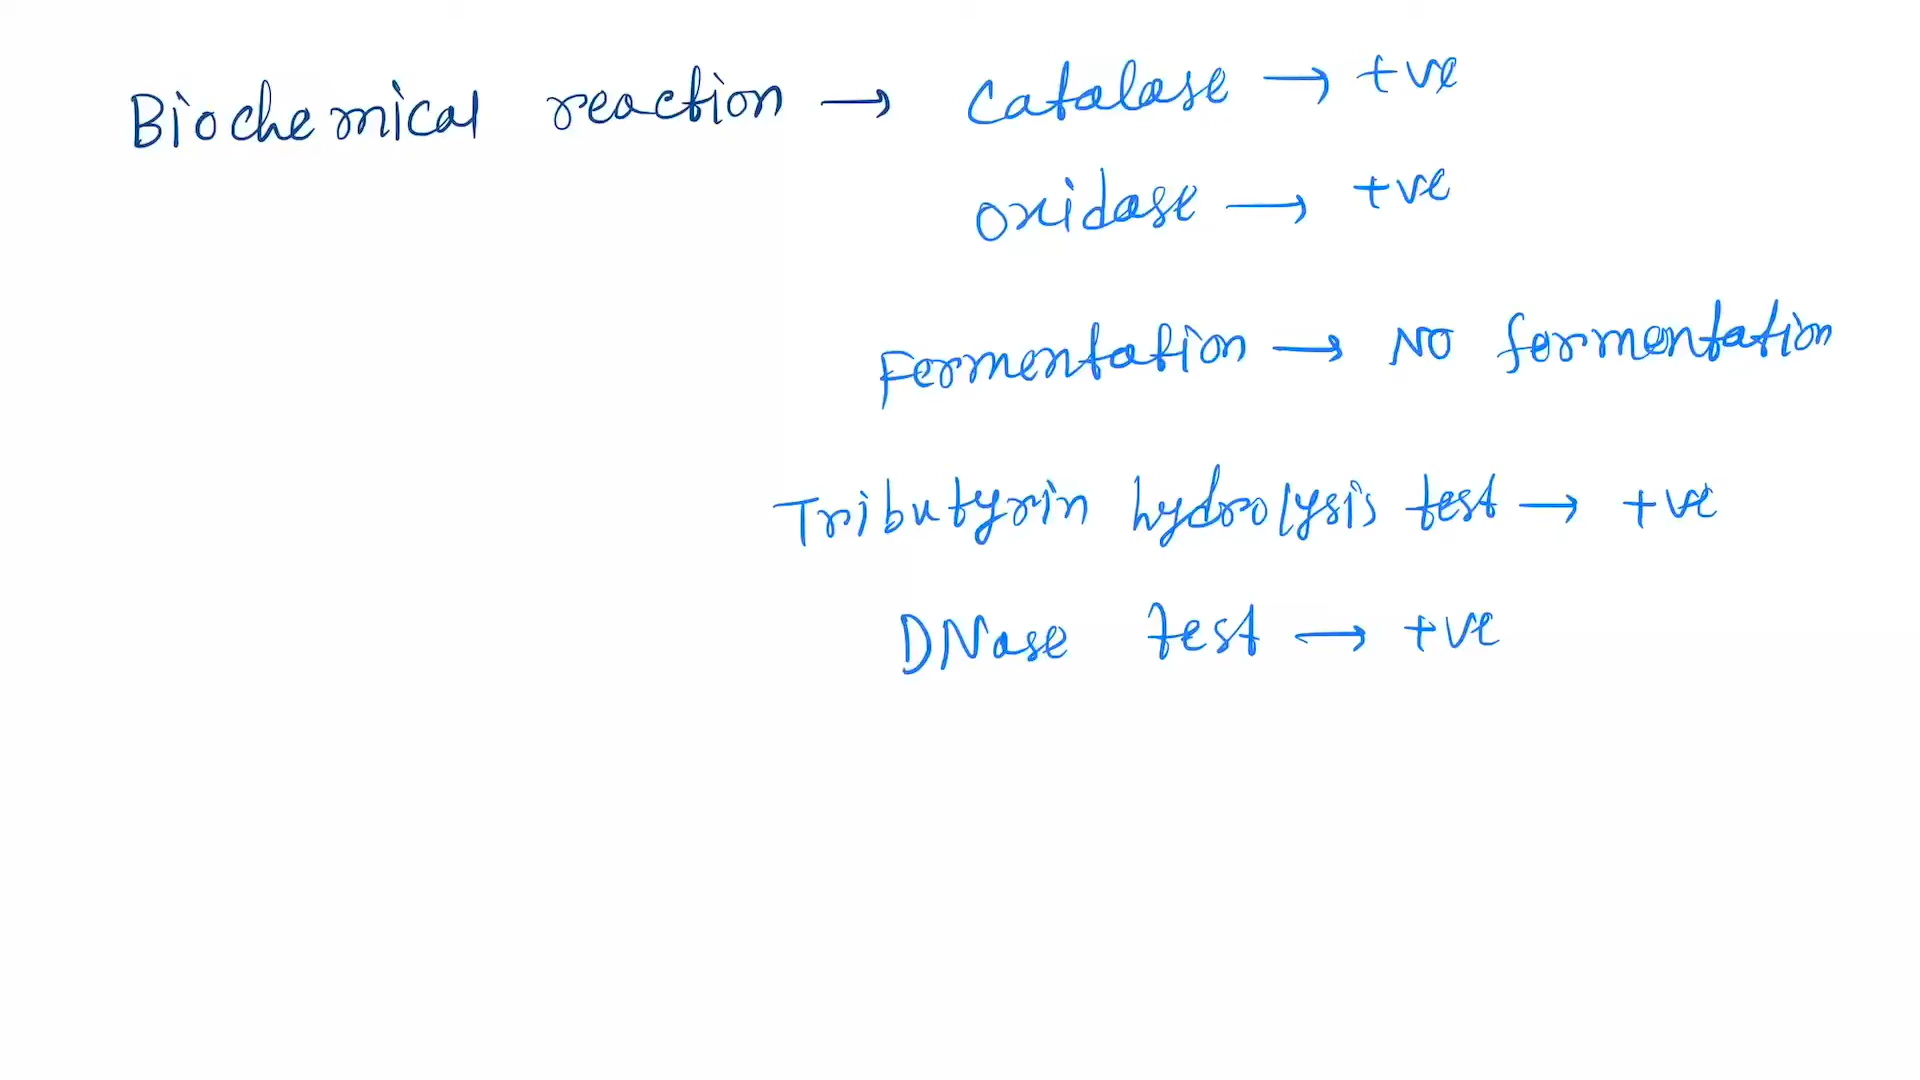 Biochemical reaction → Catalase → +ve
Oxidase → +ve
Fermentation → NO fermentation
Tributyrin hydrolysis test → +ve
DNase test → +ve